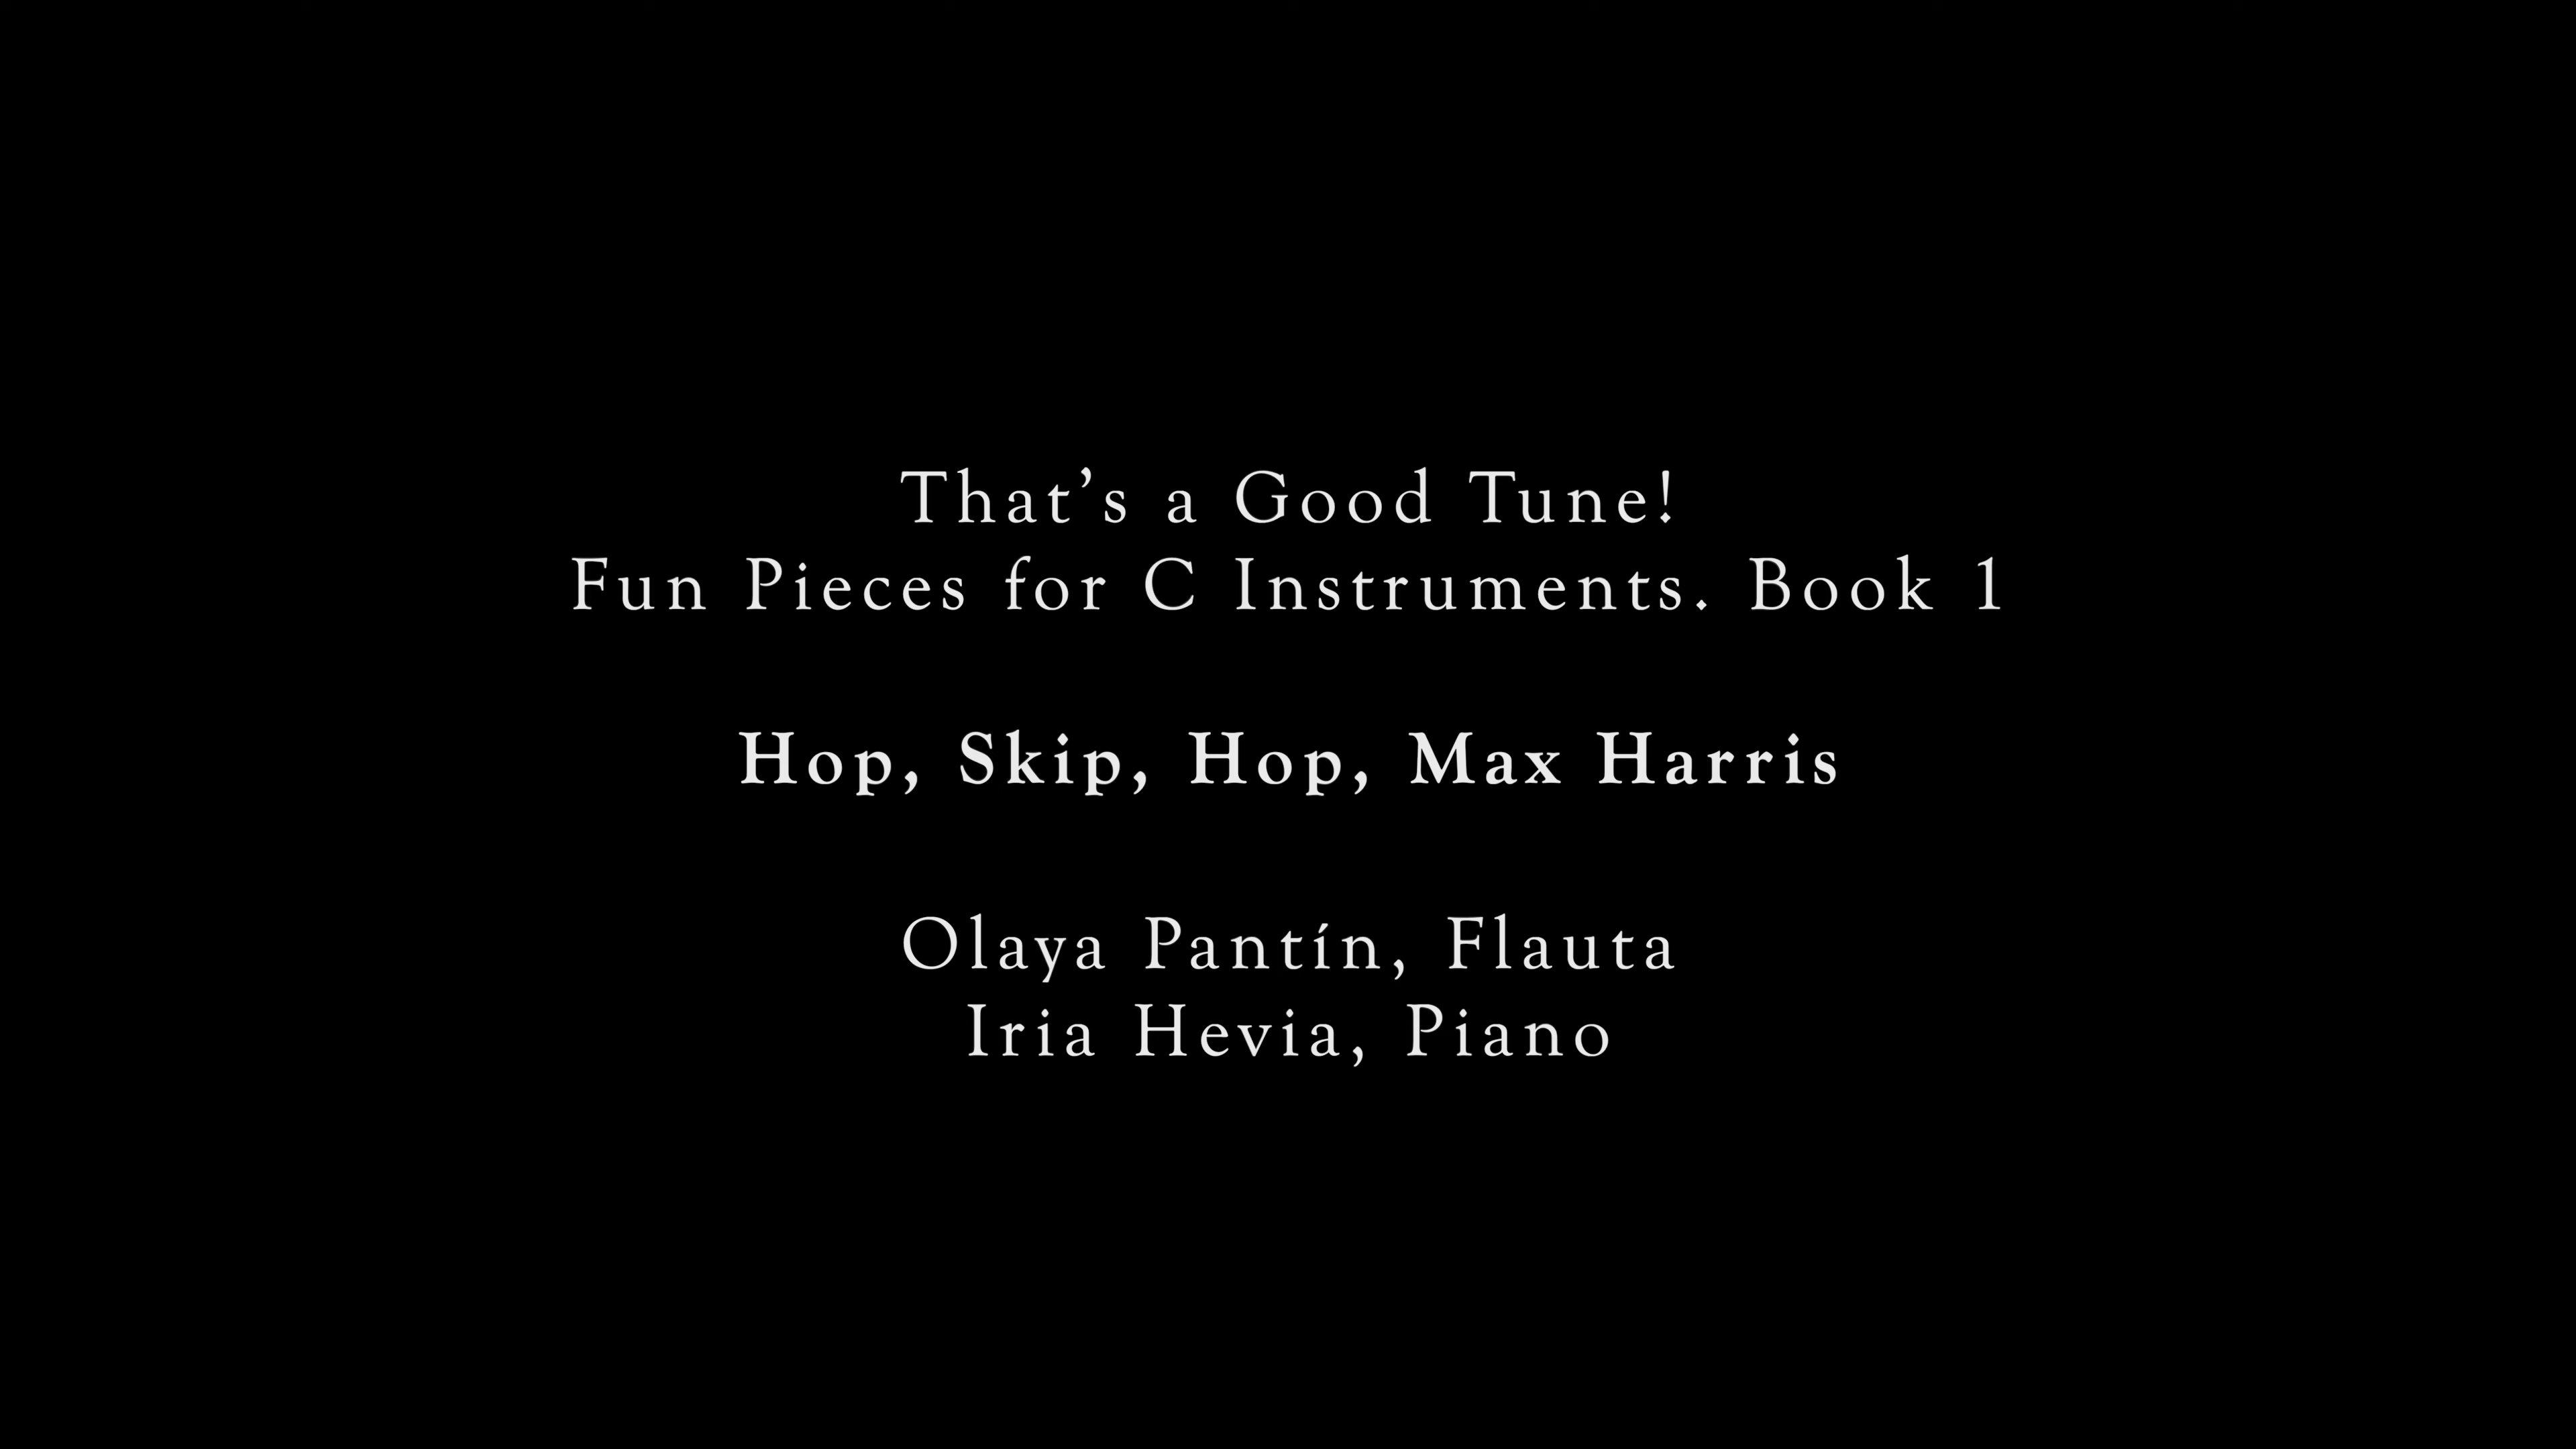 That’s a Good Tune!
Fun Pieces for C Instruments. Book 1
Hop, Skip, Hop, Max Harris
Olaya Pantín, Flauta
Iria Hevia, Piano